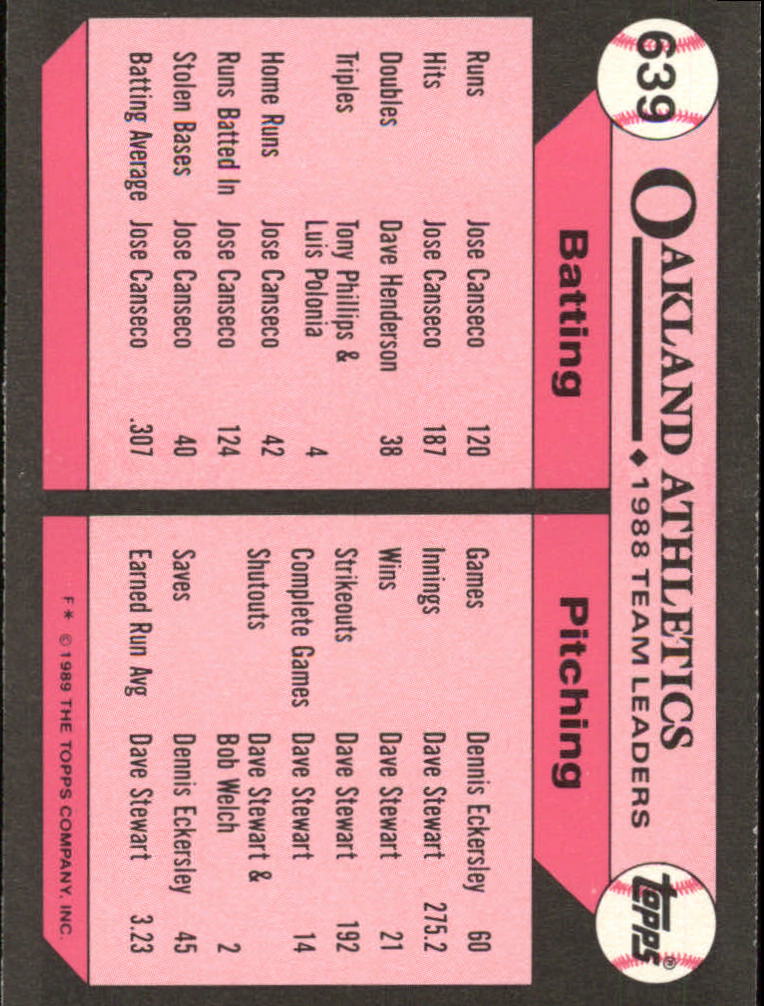 639
OAKLAND ATHLETICS
◆ 1988 TEAM LEADERS
topps®
Batting
Runs Jose Canseco 120
Hits Jose Canseco 187
Doubles Dave Henderson 38
Triples Tony Phillips &
Luis Polonia 4
Home Runs Jose Canseco 42
Runs Batted In Jose Canseco 124
Stolen Bases Jose Canseco 40
Batting Average Jose Canseco .307
Pitching
Games Dennis Eckersley 60
Innings Dave Stewart 275.2
Wins Dave Stewart 21
Strikeouts Dave Stewart 192
Complete Games Dave Stewart 14
Shutouts Dave Stewart &
Bob Welch 2
Saves Dennis Eckersley 45
Earned Run Avg Dave Stewart 3.23
F* © 1989 THE TOPPS COMPANY, INC.